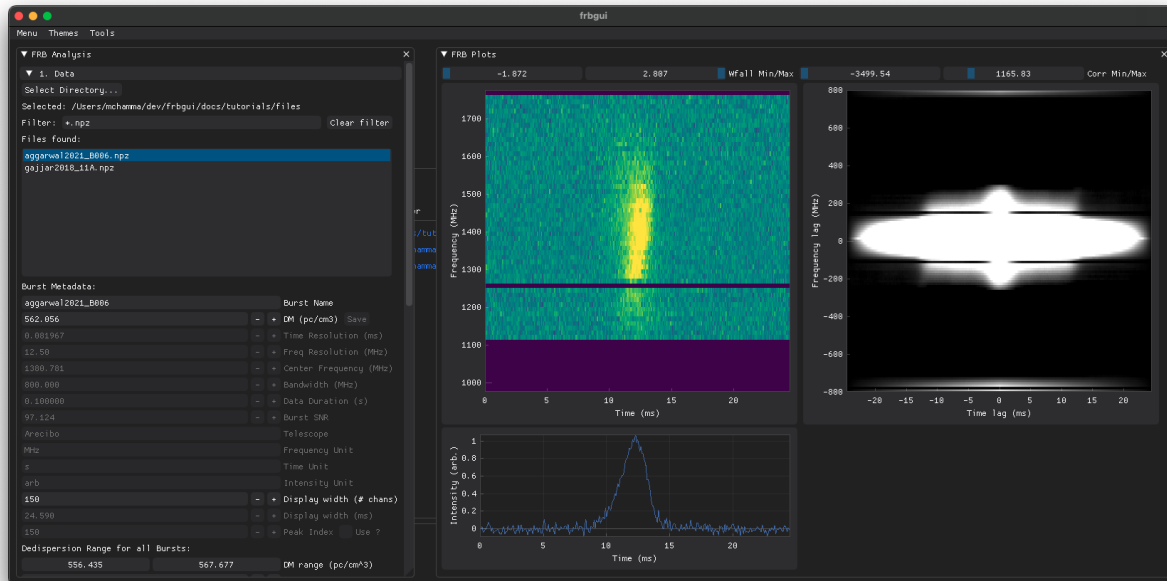 frbgui
Menu Themes Tools
▼ FRB Analysis
▼ 1. Data
Select Directory...
Selected: /Users/mchamma/dev/frbgui/docs/tutorials/files
Filter: *.npz Clear filter
Files found:
aggarwal2021_B006.npz
gajjar2018_11A.npz
Burst Metadata:
aggarwal2021_B006 Burst Name
562.056 - + DM (pc/cm3) Save
0.081967 - + Time Resolution (ms)
12.50 - + Freq Resolution (MHz)
1380.781 - + Center Frequency (MHz)
800.000 - + Bandwidth (MHz)
0.100000 - + Data Duration (s)
97.124 - + Burst SNR
Arecibo Telescope
MHz Frequency Unit
s Time Unit
arb Intensity Unit
150 - + Display width (# chans)
24.590 - + Display width (ms)
150 - + Peak Index Use ?
Dedispersion Range for all Bursts:
556.435 567.677 DM range (pc/cm^3)
er
s/tut
hamma
hamma
▼ FRB Plots
-1.872 2.807 Wfall Min/Max -3499.54 1165.83 Corr Min/Max
Frequency (MHz)
1700
1600
1500
1400
1300
1200
1100
1000
0 5 10 15 20
Time (ms)
Frequency lag (MHz)
800
600
400
200
0
-200
-400
-600
-800
-20 -15 -10 -5 0 5 10 15 20
Time lag (ms)
Intensity (arb.)
1
0.8
0.6
0.4
0.2
0
0 5 10 15 20
Time (ms)